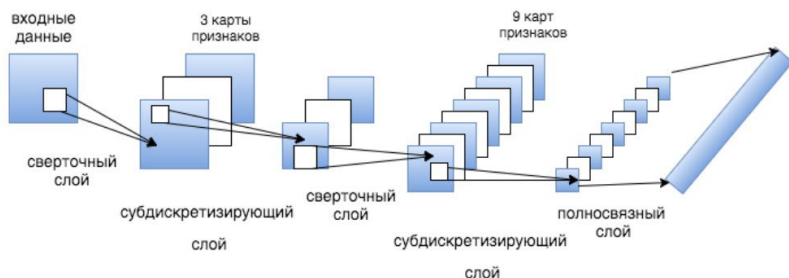 входные
данные
3 карты
признаков
9 карт
признаков
сверточный
слой
субдискретизирующий
слой
сверточный
слой
субдискретизирующий
слой
полносвязный
слой